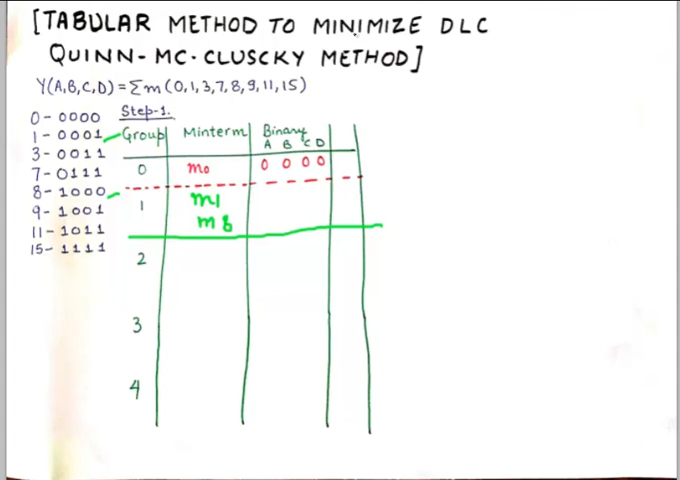 [TABULAR METHOD TO MINIMIZE DLC
QUINN-MC-CLUSCKY METHOD]
Y(A,B,C,D)=Σm(0,1,3,7,8,9,11,15)
0- 0000
1- 0001
3- 0011
7- 0111
8- 1000
9- 1001
11- 1011
15- 1111
Step-1.
Group Minterm Binary
A B C D
0 m0 0 0 0 0
1 m1
m8
2
3
4